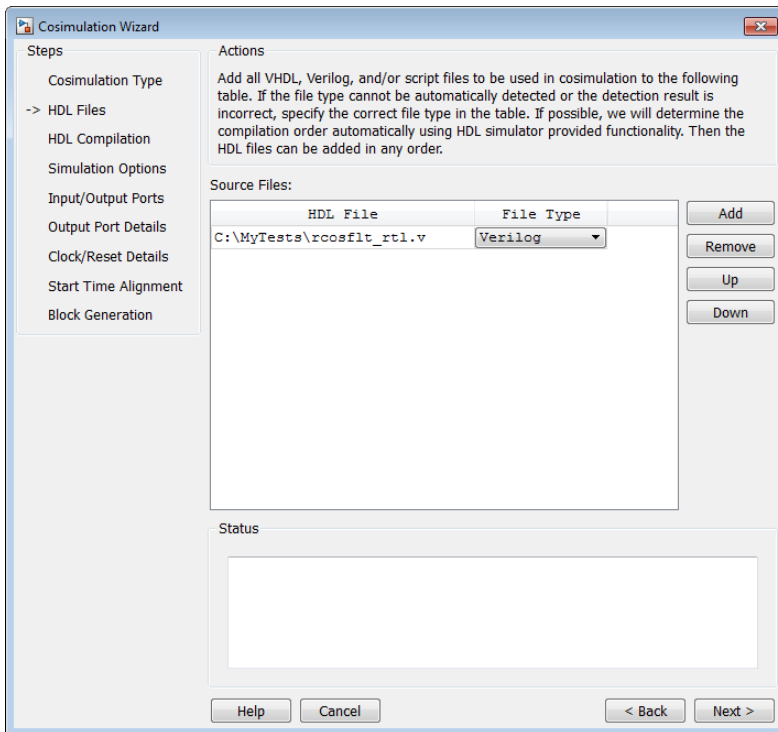 Cosimulation Wizard
Steps
Cosimulation Type
-> HDL Files
HDL Compilation
Simulation Options
Input/Output Ports
Output Port Details
Clock/Reset Details
Start Time Alignment
Block Generation
Actions
Add all VHDL, Verilog, and/or script files to be used in cosimulation to the following
table. If the file type cannot be automatically detected or the detection result is
incorrect, specify the correct file type in the table. If possible, we will determine the
compilation order automatically using HDL simulator provided functionality. Then the
HDL files can be added in any order.
Source Files:
HDL File File Type
C:\MyTests\rcosflt_rtl.v Verilog
Add
Remove
Up
Down
Status
Help Cancel < Back Next >